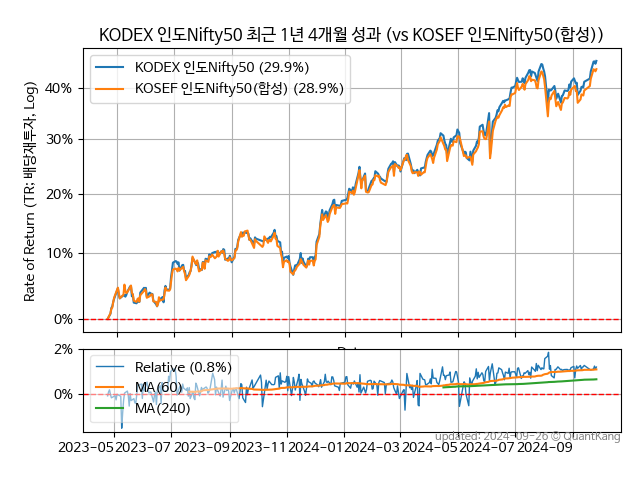 KODEX 인도Nifty50 최근 1년 4개월 성과 (vs KOSEF 인도Nifty50(합성))
Rate of Return (TR: 배당재투자, Log)
KODEX 인도Nifty50 (29.9%)
KOSEF 인도Nifty50(합성) (28.9%)
40%
30%
20%
10%
0%
2%
0%
Relative (0.8%)
MA(60)
MA(240)
updated: 2024-09-26 © QuantKang
2023-05 2023-07 2023-09 2023-11 2024-01 2024-03 2024-05 2024-07 2024-09